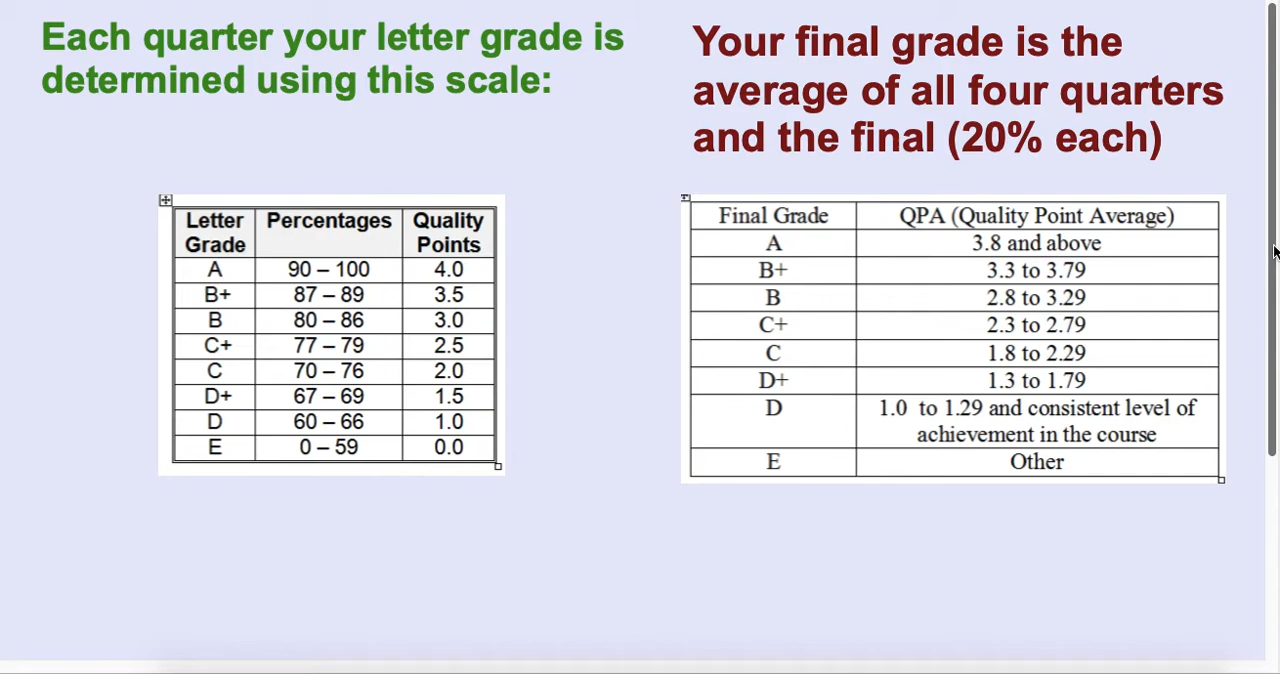 Each quarter your letter grade is
determined using this scale:
Your final grade is the
average of all four quarters
and the final (20% each)
Letter Grade Percentages Quality Points
A 90 – 100 4.0
B+ 87 – 89 3.5
B 80 – 86 3.0
C+ 77 – 79 2.5
C 70 – 76 2.0
D+ 67 – 69 1.5
D 60 – 66 1.0
E 0 – 59 0.0
Final Grade QPA (Quality Point Average)
A 3.8 and above
B+ 3.3 to 3.79
B 2.8 to 3.29
C+ 2.3 to 2.79
C 1.8 to 2.29
D+ 1.3 to 1.79
D 1.0 to 1.29 and consistent level of
achievement in the course
E Other